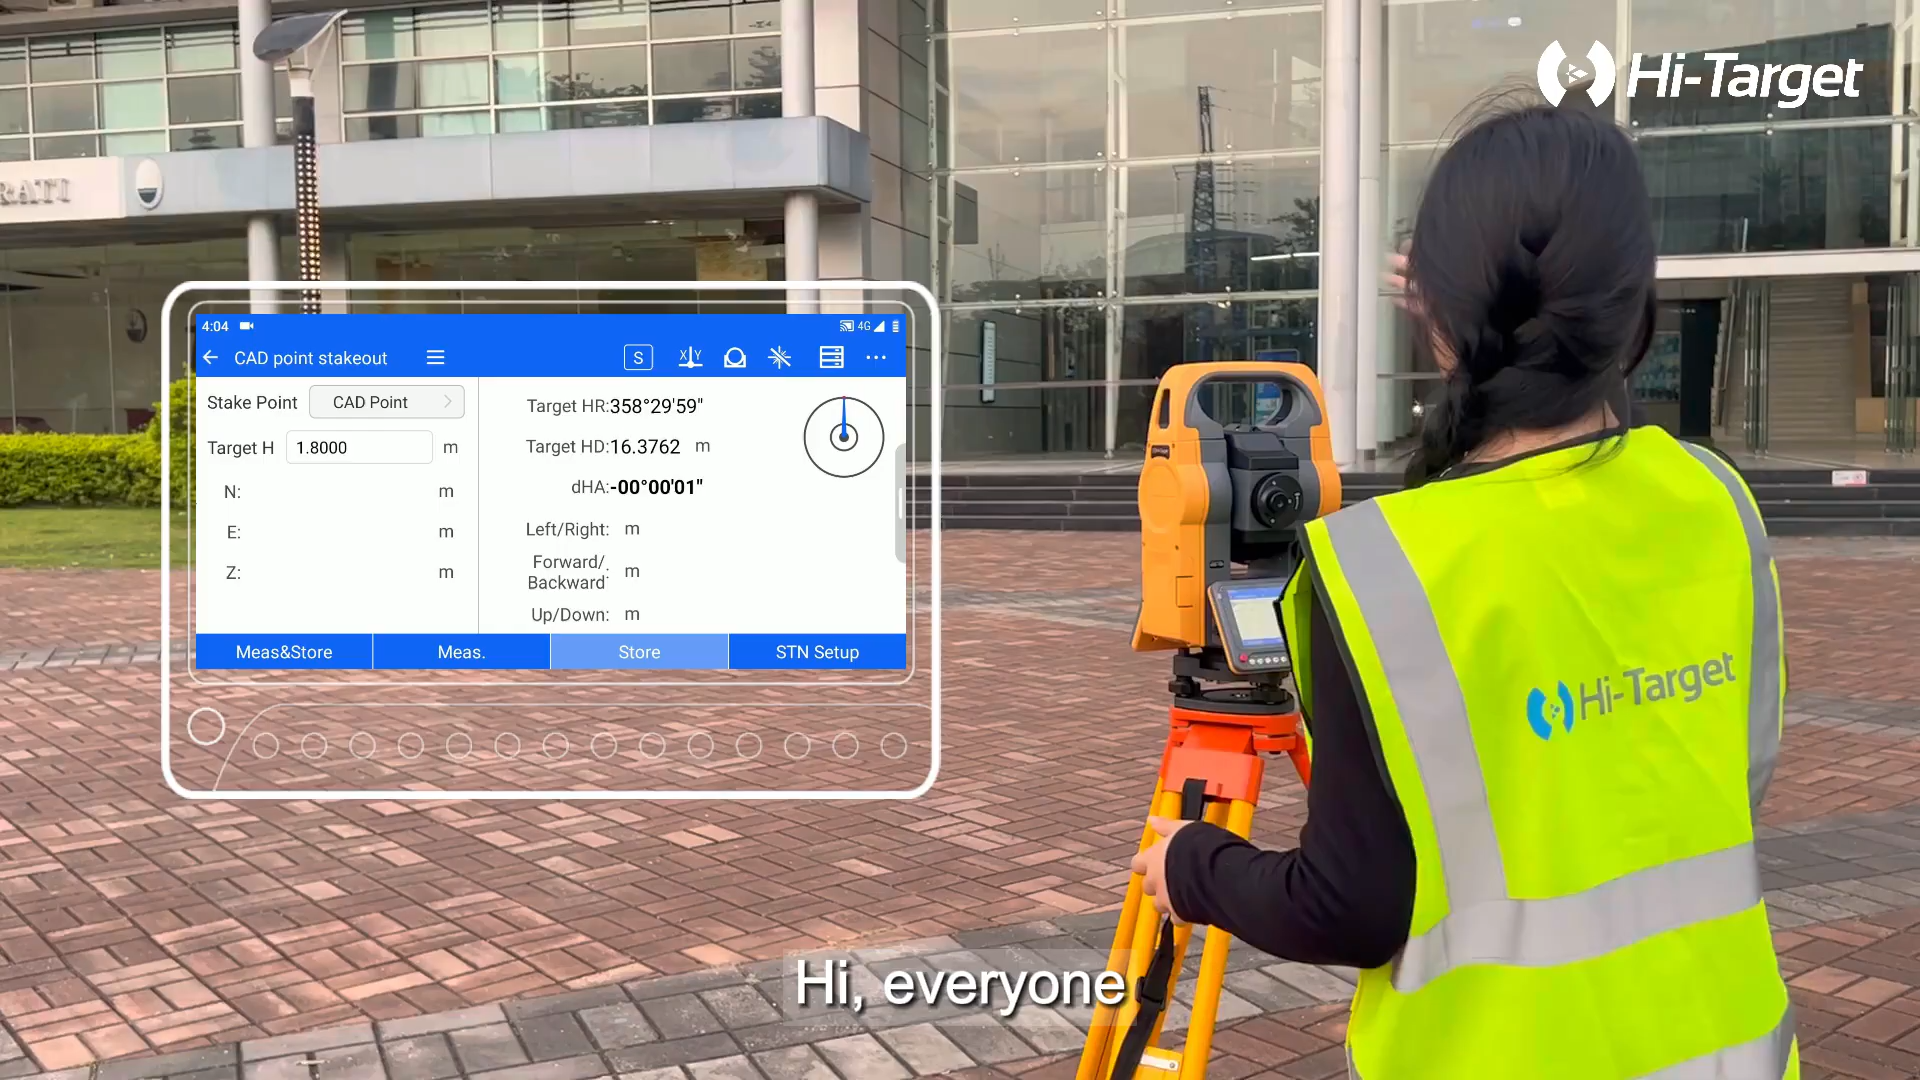 Hi-Target
RATI
4:04 4G
CAD point stakeout
S
X Y
Stake Point CAD Point
Target H 1.8000 m
N: m
E: m
Z: m
Target HR:358°29'59"
Target HD:16.3762 m
dHA:-00°00'01"
Left/Right: m
Forward/
Backward: m
Up/Down: m
Meas&Store Meas. Store STN Setup
Hi-Target
Hi, everyone